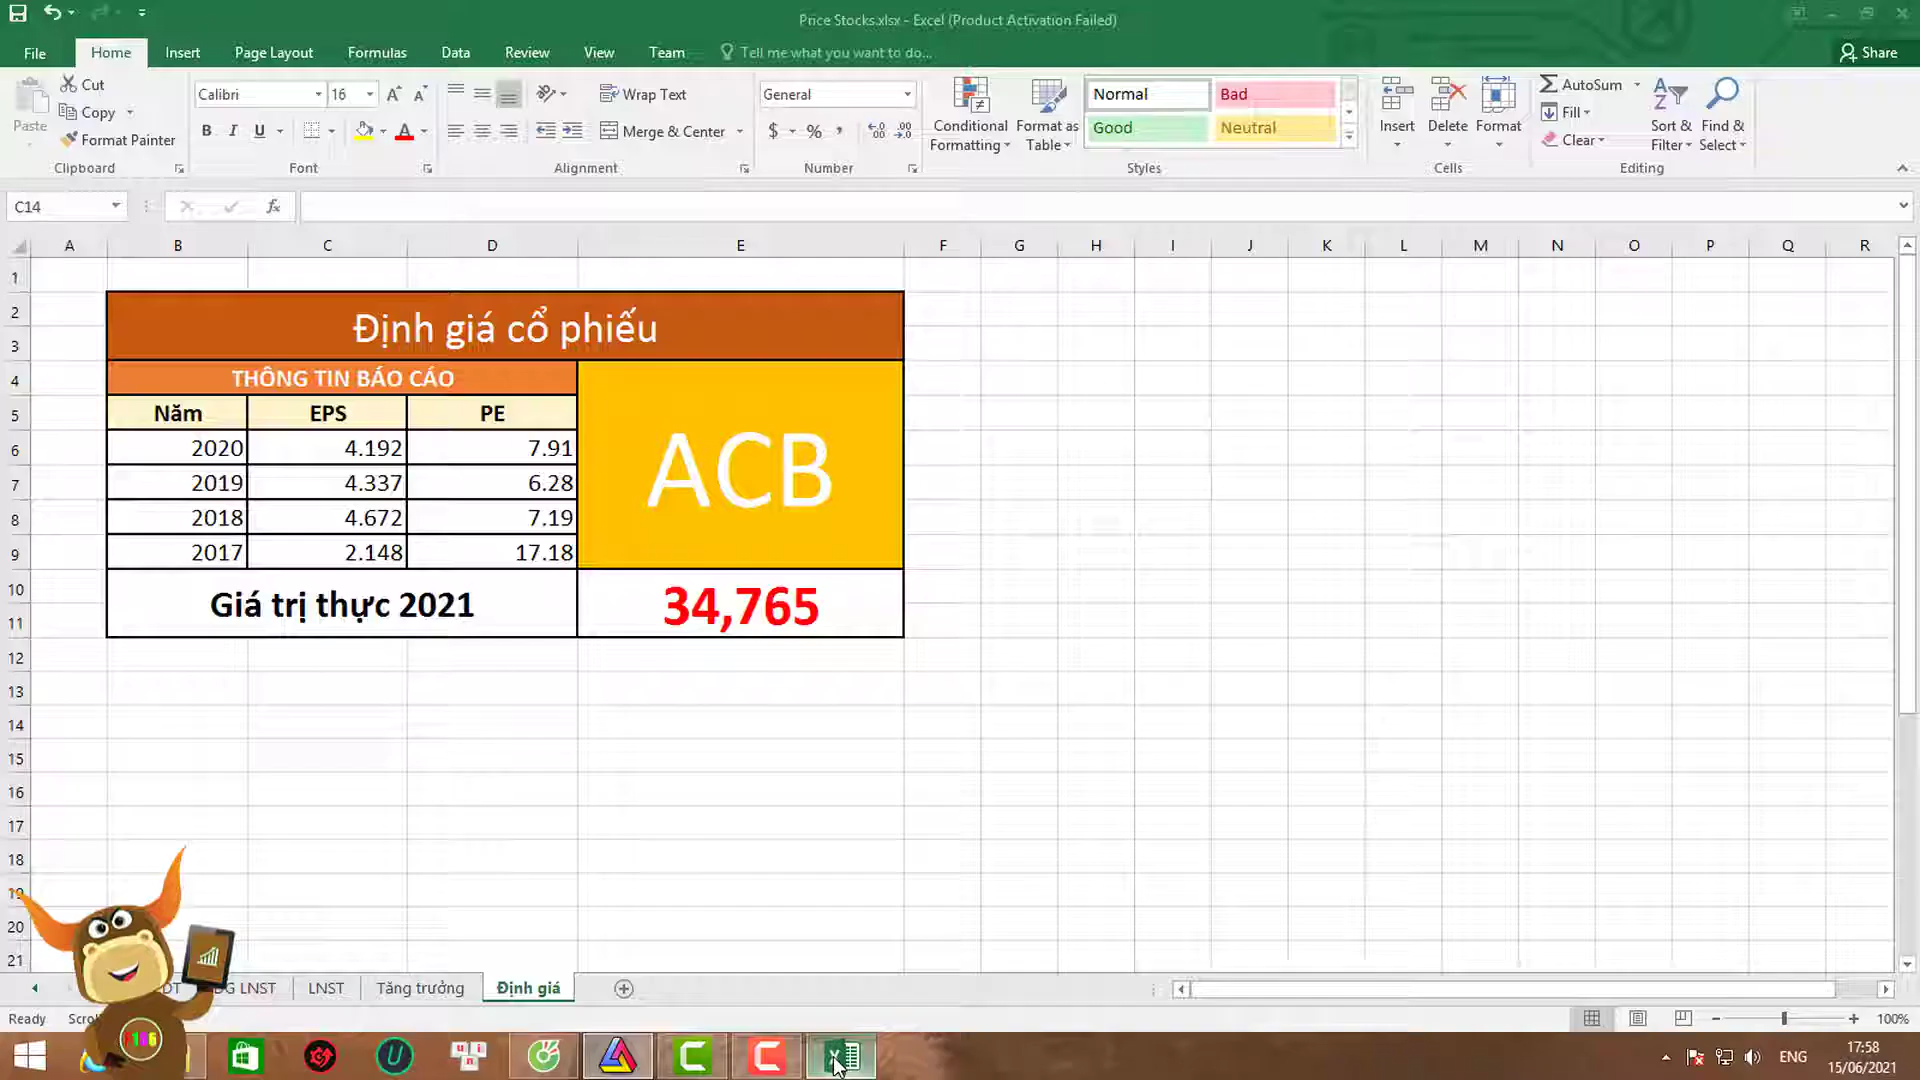 Price Stocks.xlsx - Excel (Product Activation Failed)
File Home Insert Page Layout Formulas Data Review View Team Tell me what you want to do... Share
Paste Cut Copy Format Painter
Clipboard
Calibri 16
B I U A
Font
Wrap Text
Merge & Center
Alignment
General
$ % ,
Number
Conditional Formatting
Format as Table
Normal Bad
Good Neutral
Styles
Insert Delete Format
Cells
AutoSum
Fill
Clear
Sort & Filter
Find & Select
Editing
C14 fx
A B C D E F G H I J K L M N O P Q R
1
2
3
4
5
6
7
8
9
10
11
12
13
14
15
16
17
18
19
20
21
Định giá cổ phiếu
THÔNG TIN BÁO CÁO
ACB
Năm EPS PE
2020 4.192 7.91
2019 4.337 6.28
2018 4.672 7.19
2017 2.148 17.18
Giá trị thực 2021 34,765
DT ĐG LNST LNST Tăng trưởng Định giá
Ready 100%
ENG
17:58
15/06/2021